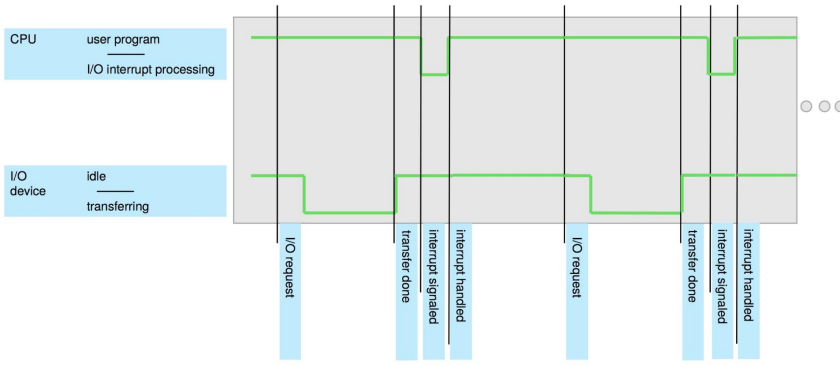 CPU
user program
I/O interrupt processing
I/O
device
idle
transferring
I/O request
transfer done
interrupt signaled
interrupt handled
I/O request
transfer done
interrupt signaled
interrupt handled